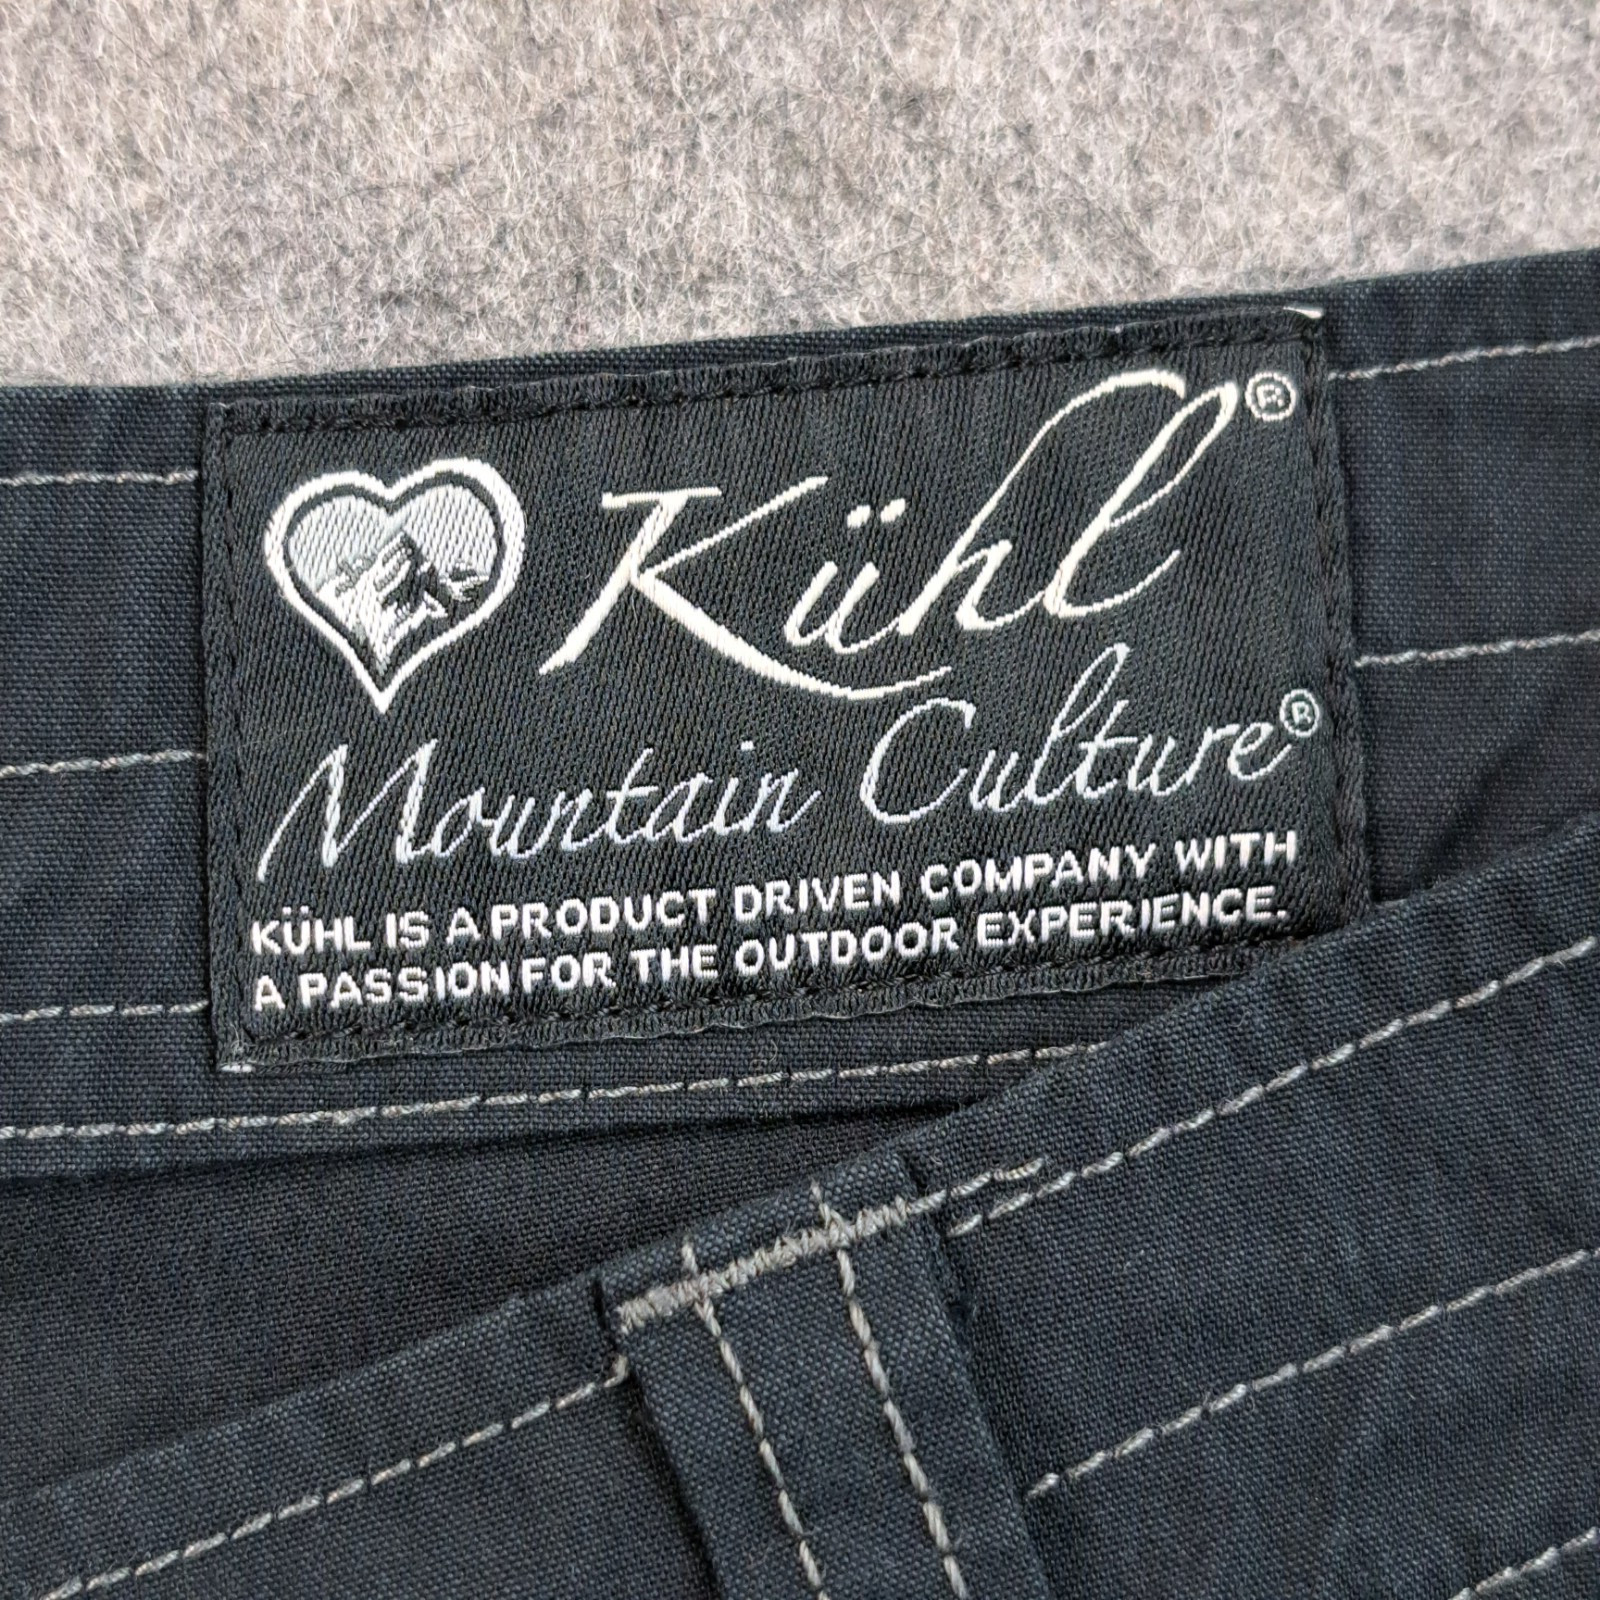 Kühl®
Mountain Culture®
KÜHL IS A PRODUCT DRIVEN COMPANY WITH
A PASSION FOR THE OUTDOOR EXPERIENCE.